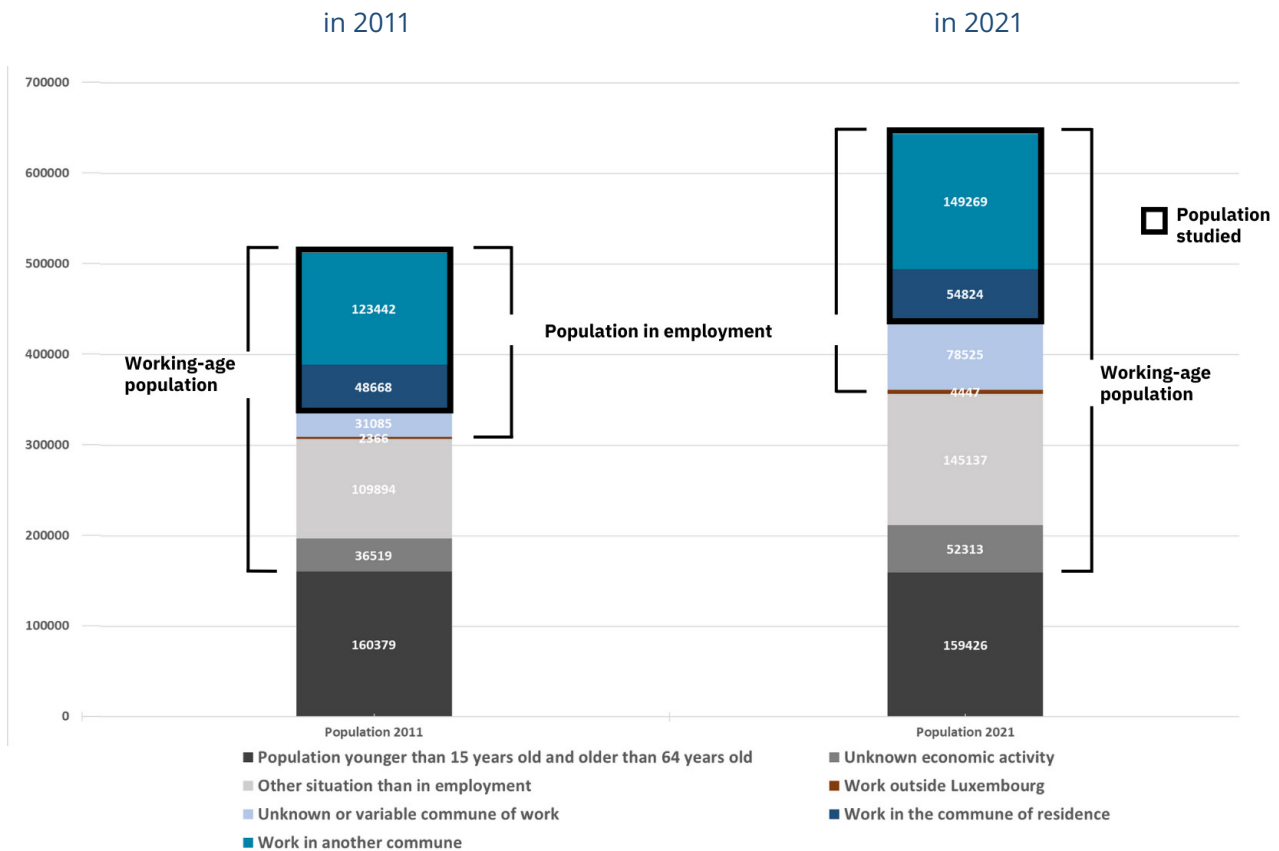 in 2011
in 2021
700000
600000
500000
400000
300000
200000
100000
0
123442
48668
31085
2366
109894
36519
160379
Working-age
population
Population in employment
149269
54824
78525
4447
145137
52313
159426
Working-age
population
Population
studied
Population 2011
Population 2021
Population younger than 15 years old and older than 64 years old
Unknown economic activity
Other situation than in employment
Work outside Luxembourg
Unknown or variable commune of work
Work in the commune of residence
Work in another commune